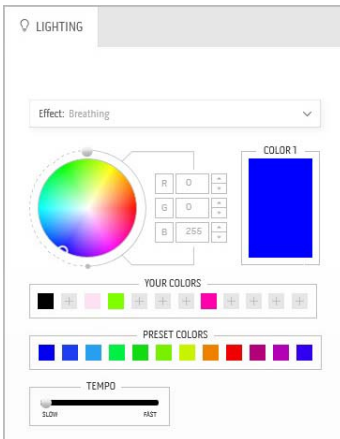 LIGHTING
Effect: Breathing
COLOR 1
R 0
G 0
B 255
YOUR COLORS
PRESET COLORS
TEMPO
SLOW FAST